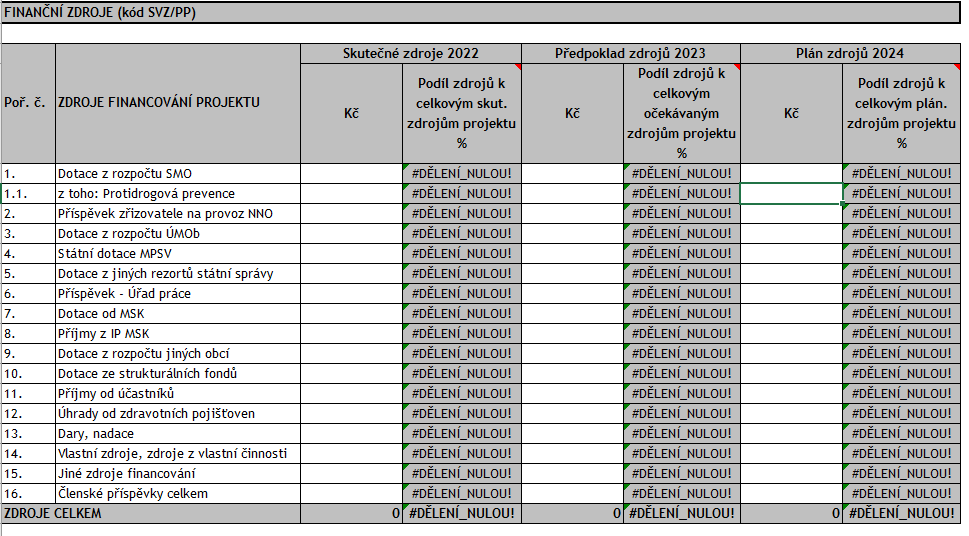 FINANČNÍ ZDROJE (kód SVZ/PP)
Skutečné zdroje 2022 Předpoklad zdrojů 2023 Plán zdrojů 2024
Poř. č. ZDROJE FINANCOVÁNÍ PROJEKTU Kč Podíl zdrojů k celkovým skut. zdrojům projektu % Kč Podíl zdrojů k celkovým očekávaným zdrojům projektu % Kč Podíl zdrojů k celkovým plán. zdrojům projektu %
1. Dotace z rozpočtu SMO #DĚLENÍ_NULOU! #DĚLENÍ_NULOU! #DĚLENÍ_NULOU!
1.1. z toho: Protidrogová prevence #DĚLENÍ_NULOU! #DĚLENÍ_NULOU! #DĚLENÍ_NULOU!
2. Příspěvek zřizovatele na provoz NNO #DĚLENÍ_NULOU! #DĚLENÍ_NULOU! #DĚLENÍ_NULOU!
3. Dotace z rozpočtu ÚMOb #DĚLENÍ_NULOU! #DĚLENÍ_NULOU! #DĚLENÍ_NULOU!
4. Státní dotace MPSV #DĚLENÍ_NULOU! #DĚLENÍ_NULOU! #DĚLENÍ_NULOU!
5. Dotace z jiných rezortů státní správy #DĚLENÍ_NULOU! #DĚLENÍ_NULOU! #DĚLENÍ_NULOU!
6. Příspěvek - Úřad práce #DĚLENÍ_NULOU! #DĚLENÍ_NULOU! #DĚLENÍ_NULOU!
7. Dotace od MSK #DĚLENÍ_NULOU! #DĚLENÍ_NULOU! #DĚLENÍ_NULOU!
8. Příjmy z IP MSK #DĚLENÍ_NULOU! #DĚLENÍ_NULOU! #DĚLENÍ_NULOU!
9. Dotace z rozpočtu jiných obcí #DĚLENÍ_NULOU! #DĚLENÍ_NULOU! #DĚLENÍ_NULOU!
10. Dotace ze strukturálních fondů #DĚLENÍ_NULOU! #DĚLENÍ_NULOU! #DĚLENÍ_NULOU!
11. Příjmy od účastníků #DĚLENÍ_NULOU! #DĚLENÍ_NULOU! #DĚLENÍ_NULOU!
12. Úhrady od zdravotních pojišťoven #DĚLENÍ_NULOU! #DĚLENÍ_NULOU! #DĚLENÍ_NULOU!
13. Dary, nadace #DĚLENÍ_NULOU! #DĚLENÍ_NULOU! #DĚLENÍ_NULOU!
14. Vlastní zdroje, zdroje z vlastní činnosti #DĚLENÍ_NULOU! #DĚLENÍ_NULOU! #DĚLENÍ_NULOU!
15. Jiné zdroje financování #DĚLENÍ_NULOU! #DĚLENÍ_NULOU! #DĚLENÍ_NULOU!
16. Členské příspěvky celkem #DĚLENÍ_NULOU! #DĚLENÍ_NULOU! #DĚLENÍ_NULOU!
ZDROJE CELKEM 0 #DĚLENÍ_NULOU! 0 #DĚLENÍ_NULOU! 0 #DĚLENÍ_NULOU!